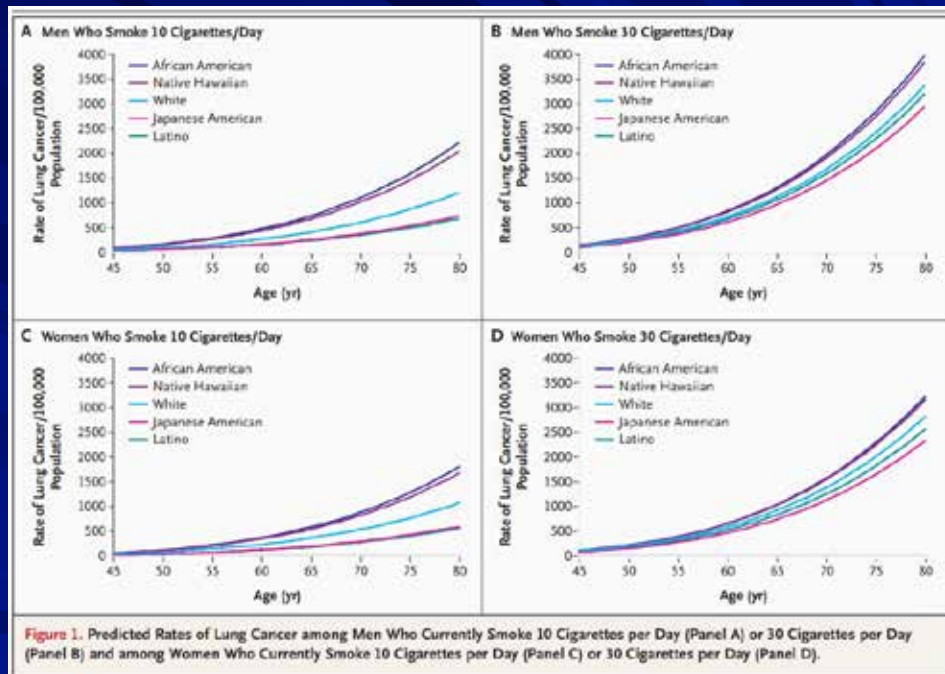 A Men Who Smoke 10 Cigarettes/Day
Rate of Lung Cancer/100,000
Population
4000
3500
3000
2500
2000
1500
1000
500
0
African American
Native Hawaiian
White
Japanese American
Latino
45 50 55 60 65 70 75 80
Age (yr)
B Men Who Smoke 30 Cigarettes/Day
Rate of Lung Cancer/100,000
Population
4000
3500
3000
2500
2000
1500
1000
500
0
African American
Native Hawaiian
White
Japanese American
Latino
45 50 55 60 65 70 75 80
Age (yr)
C Women Who Smoke 10 Cigarettes/Day
Rate of Lung Cancer/100,000
Population
4000
3500
3000
2500
2000
1500
1000
500
0
African American
Native Hawaiian
White
Japanese American
Latino
45 50 55 60 65 70 75 80
Age (yr)
D Women Who Smoke 30 Cigarettes/Day
Rate of Lung Cancer/100,000
Population
4000
3500
3000
2500
2000
1500
1000
500
0
African American
Native Hawaiian
White
Japanese American
Latino
45 50 55 60 65 70 75 80
Age (yr)
Figure 1. Predicted Rates of Lung Cancer among Men Who Currently Smoke 10 Cigarettes per Day (Panel A) or 30 Cigarettes per Day
(Panel B) and among Women Who Currently Smoke 10 Cigarettes per Day (Panel C) or 30 Cigarettes per Day (Panel D).